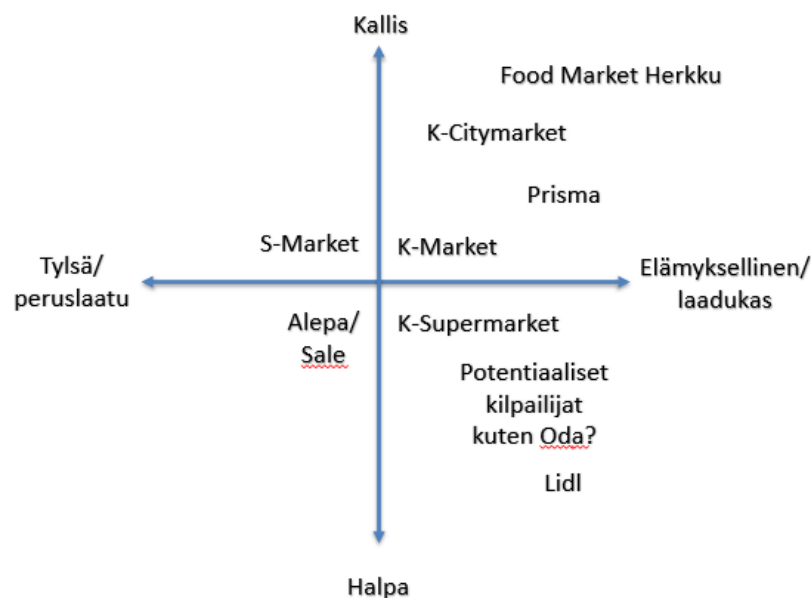 Kallis
Food Market Herkku
K-Citymarket
Prisma
S-Market
K-Market
Tylsä/
peruslaatu
Elämyksellinen/
laadukas
Alepa/
Sale
K-Supermarket
Potentiaaliset
kilpailijat
kuten Oda?
Lidl
Halpa